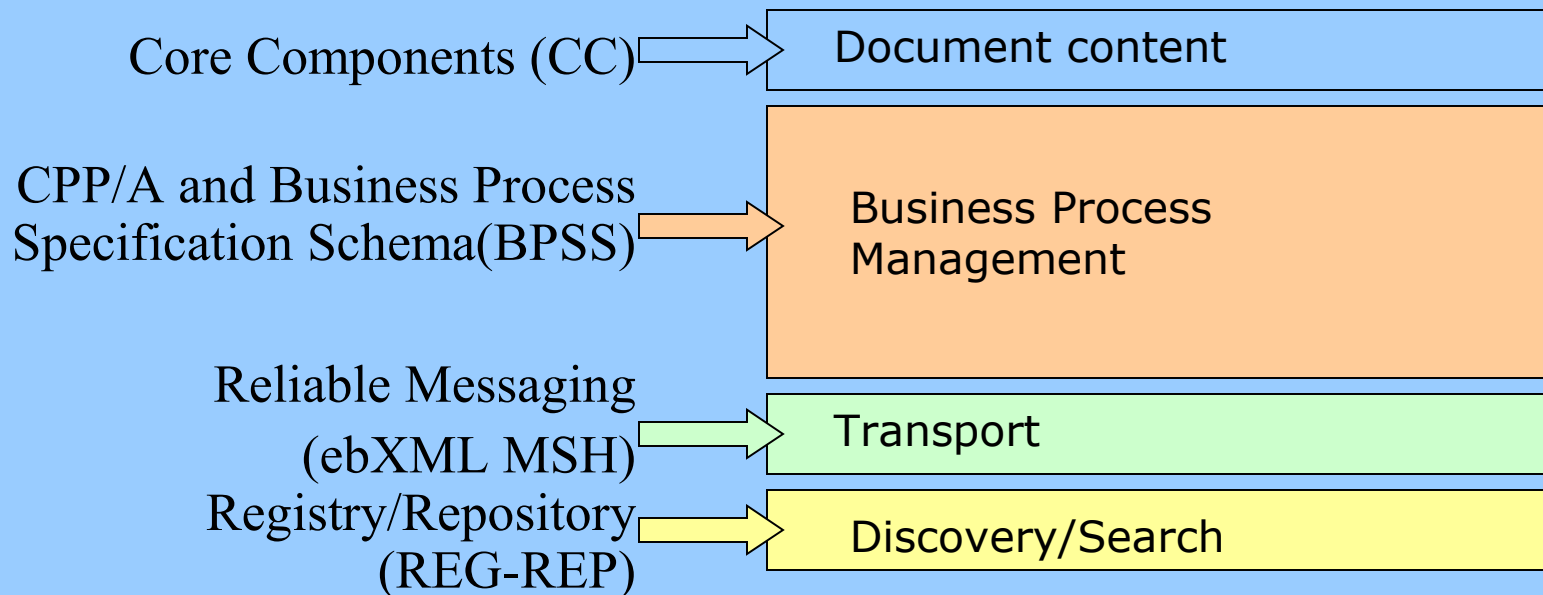 Core Components (CC)
Document content
CPP/A and Business Process
Specification Schema(BPSS)
Business Process
Management
Reliable Messaging
(ebXML MSH)
Transport
Registry/Repository
(REG-REP)
Discovery/Search